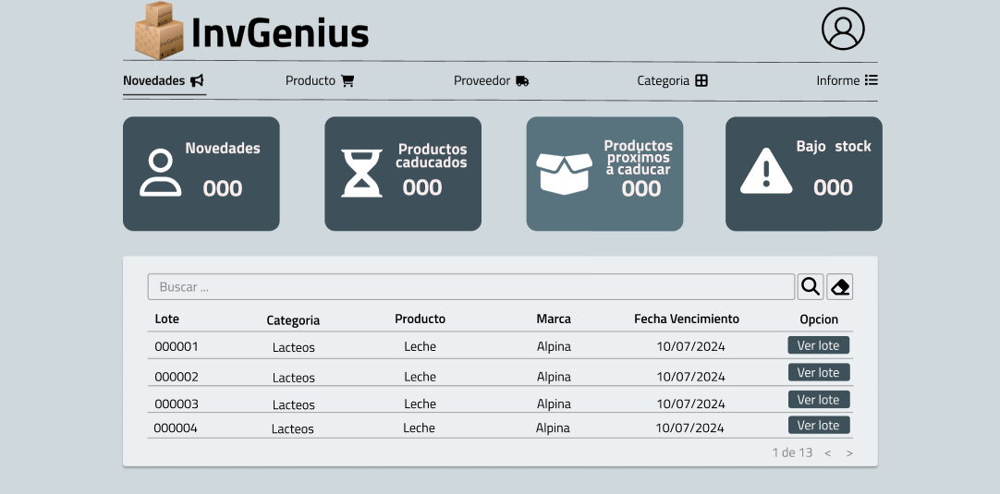 InvGenius
InvGenius
Novedades
Producto
Proveedor
Categoria
Informe
Novedades
000
Productos
caducados
000
Productos
proximos
a caducar
000
Bajo stock
000
Buscar ...
Lote Categoria Producto Marca Fecha Vencimiento Opcion
000001 Lacteos Leche Alpina 10/07/2024 Ver lote
000002 Lacteos Leche Alpina 10/07/2024 Ver lote
000003 Lacteos Leche Alpina 10/07/2024 Ver lote
000004 Lacteos Leche Alpina 10/07/2024 Ver lote
1 de 13 < >